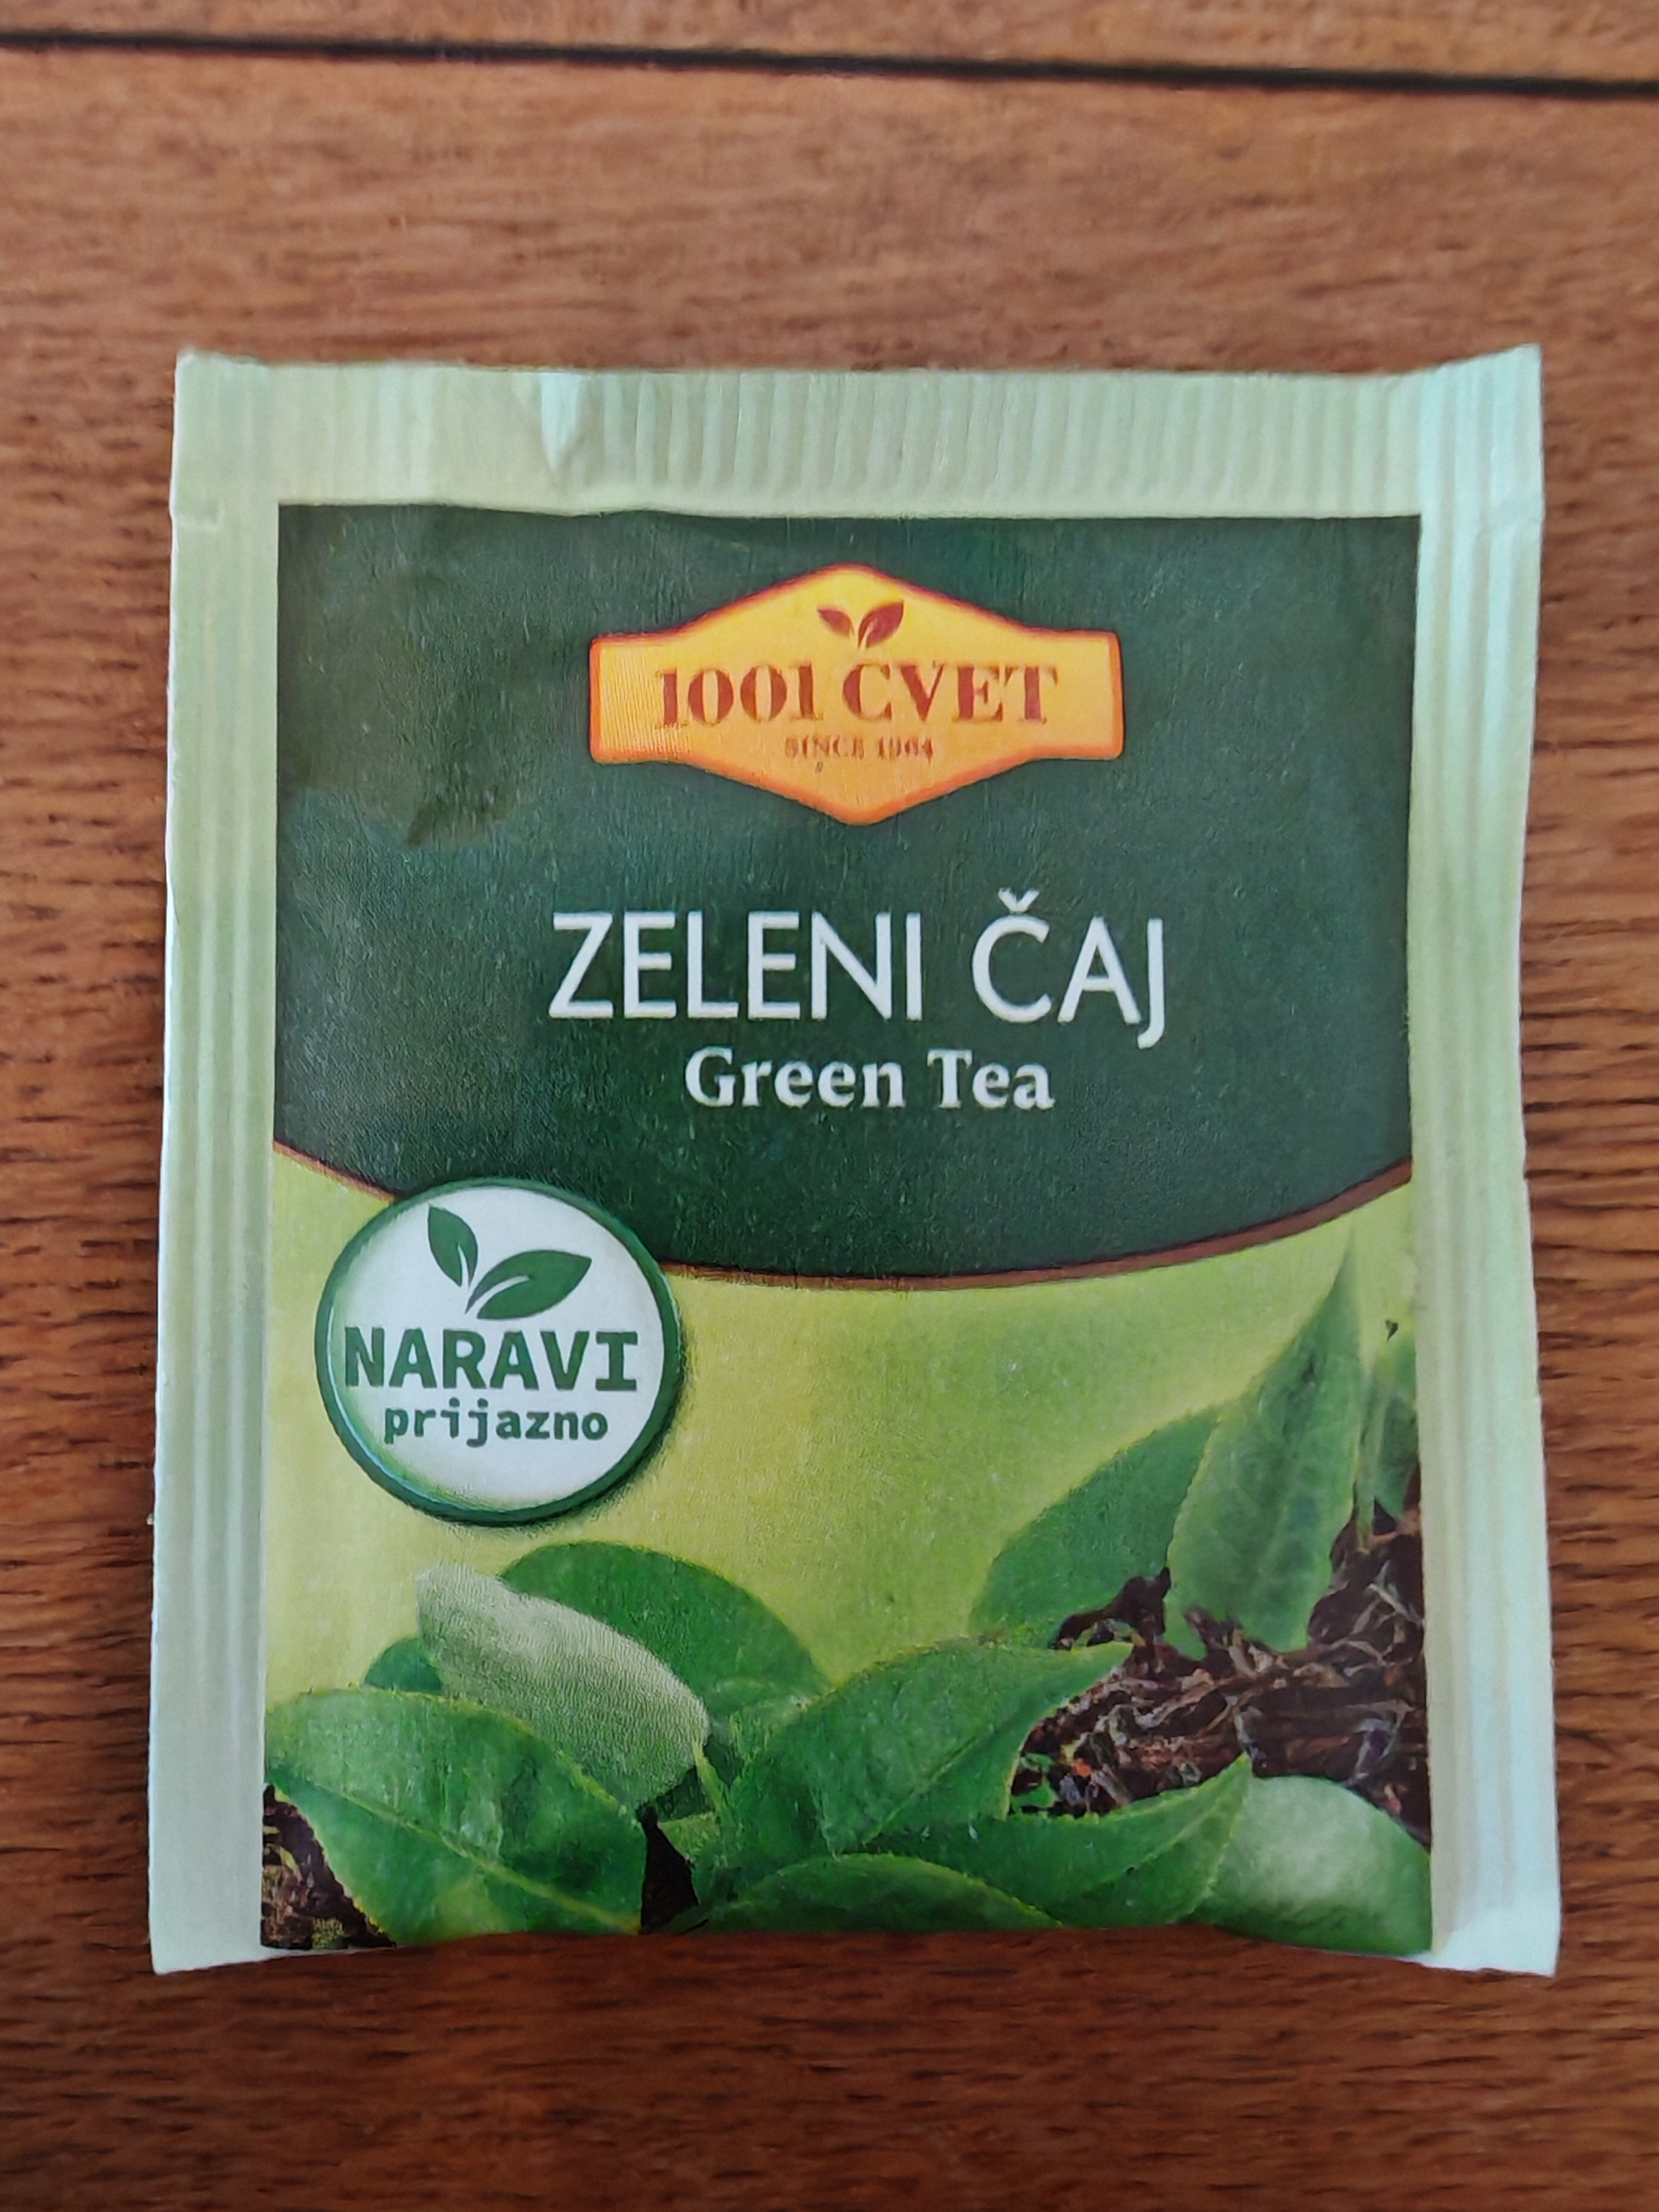 1001 CVET
SINCE 1964
ZELENI ČAJ
Green Tea
NARAVI
prijazno